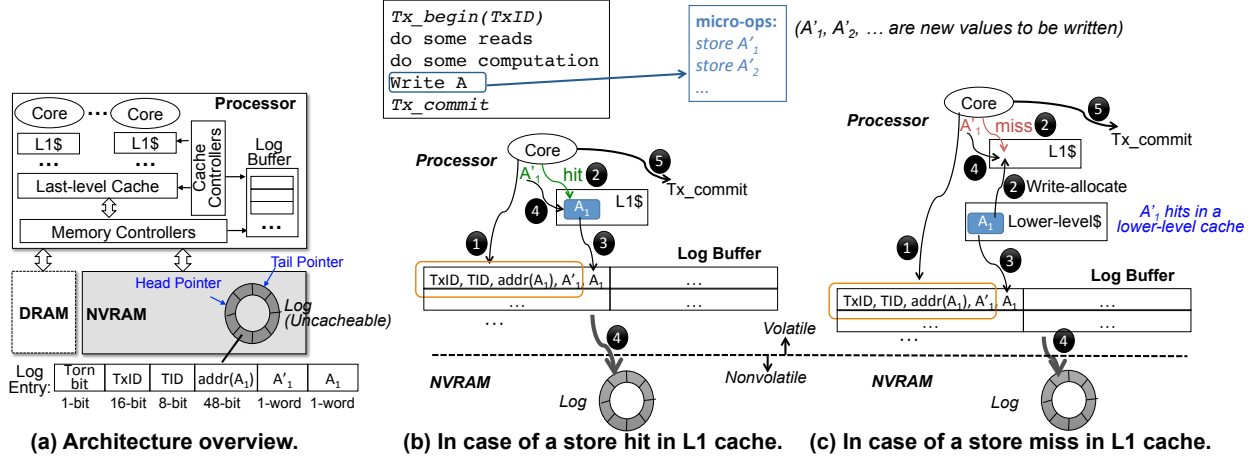 Tx_begin(TxID)
do some reads
do some computation
Write A
Tx_commit
micro-ops:
store A'1
store A'2
...
(A'1, A'2, ... are new values to be written)
Processor
Core
...
Core
L1$
L1$
...
...
Last-level Cache
Cache Controllers
Log Buffer
...
Memory Controllers
DRAM
NVRAM
Tail Pointer
Head Pointer
Log
(Uncacheable)
Log Entry:
Torn bit
TxID
TID
addr(A1)
A'1
A1
1-bit
16-bit
8-bit
48-bit
1-word
1-word
(a) Architecture overview.
Processor
Core
5
Tx_commit
A'1
hit
2
4
A1
L1$
1
3
Log Buffer
TxID, TID, addr(A1), A'1, A1
...
...
...
...
4
Volatile
Nonvolatile
NVRAM
Log
(b) In case of a store hit in L1 cache.
Processor
Core
5
Tx_commit
A'1
miss
2
4
L1$
2
Write-allocate
A1
Lower-level$
A'1 hits in a
lower-level cache
1
3
Log Buffer
TxID, TID, addr(A1), A'1, A1
...
...
...
...
4
NVRAM
Log
(c) In case of a store miss in L1 cache.